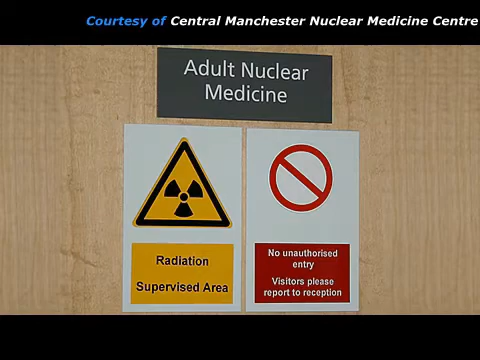 Courtesy of Central Manchester Nuclear Medicine Centre
Adult Nuclear
Medicine
Radiation
Supervised Area
No unauthorised
entry
Visitors please
report to reception